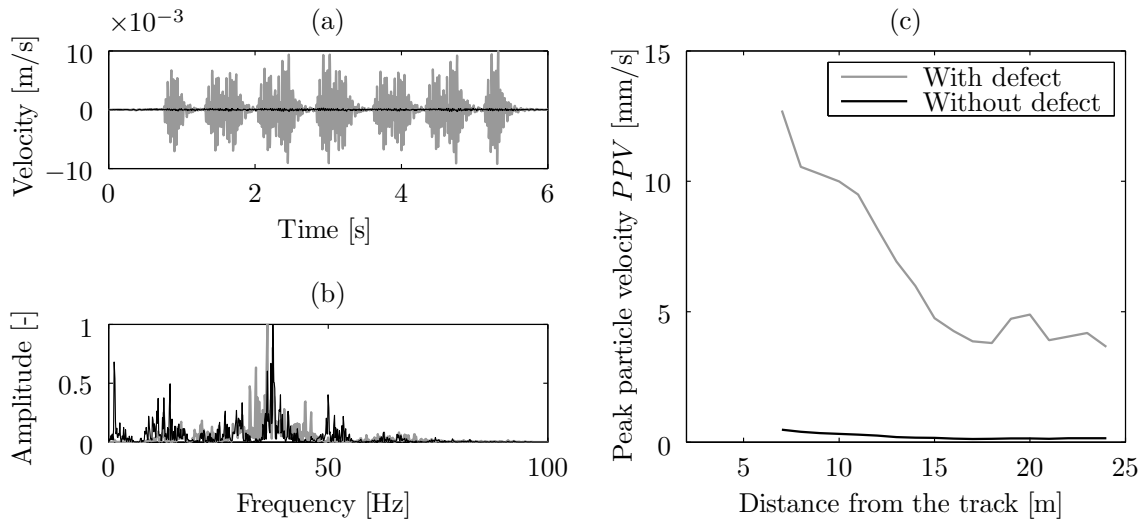 (a)
×10−3
Velocity [m/s]
10
0
−10
0 2 4 6
Time [s]
(b)
Amplitude [-]
1
0.5
0
0 50 100
Frequency [Hz]
(c)
Peak particle velocity PPV [mm/s]
15
10
5
0
With defect
Without defect
5 10 15 20 25
Distance from the track [m]